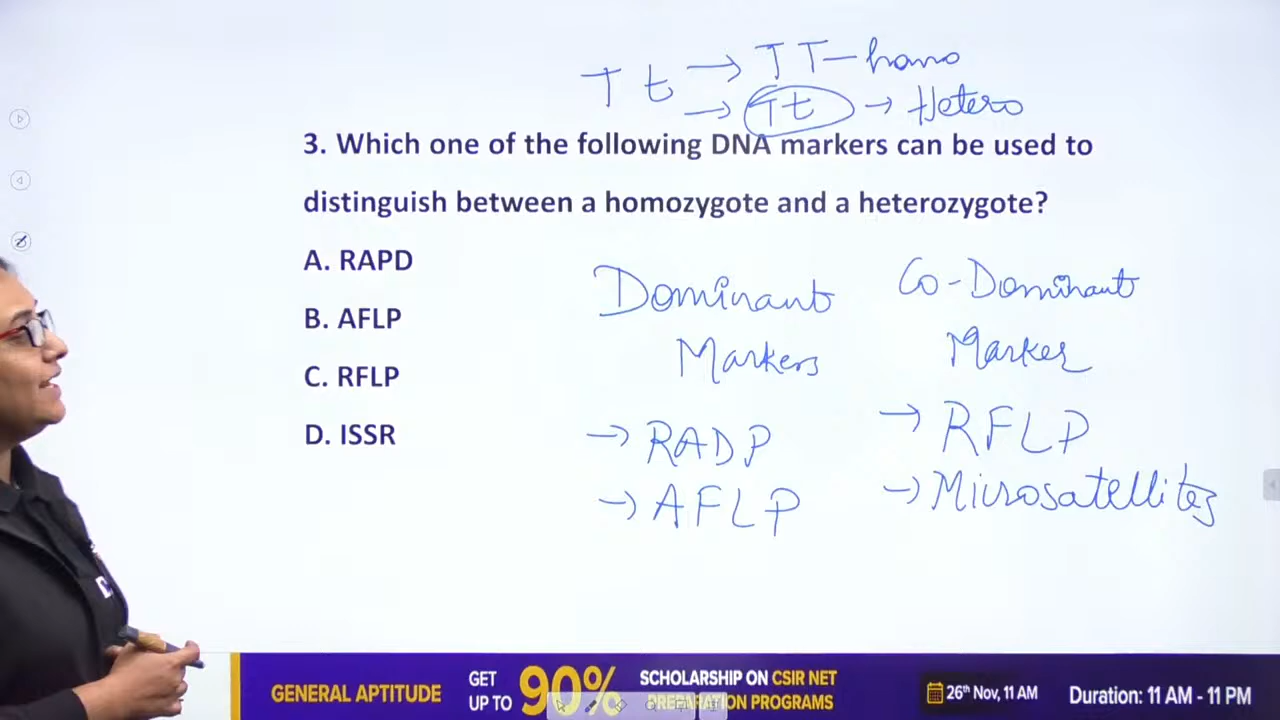 T t → T T - homo
→ Tt → Hetero
3. Which one of the following DNA markers can be used to
distinguish between a homozygote and a heterozygote?
A. RAPD
B. AFLP
C. RFLP
D. ISSR
Dominant
Markers
→ RADP
→ AFLP
Co-Dominant
Marker
→ RFLP
→ Microsatellites
GENERAL APTITUDE
GET
UP TO
90%
SCHOLARSHIP ON CSIR NET
PREPARATION PROGRAMS
26th Nov, 11 AM
Duration: 11 AM - 11 PM